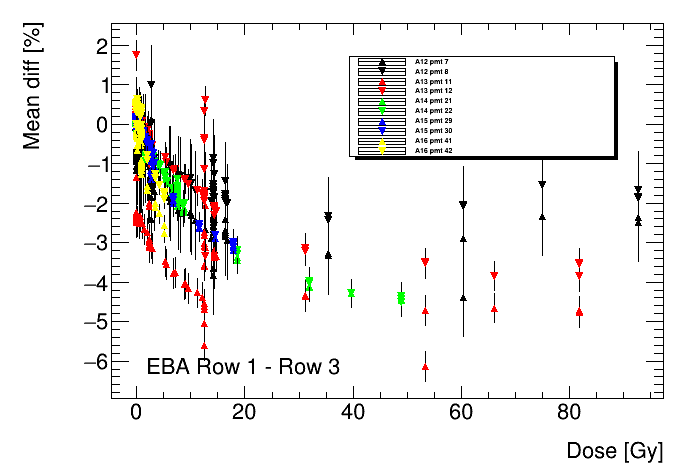 Mean diff [%]
2
1
0
−1
−2
−3
−4
−5
−6
A12 pmt 7
A12 pmt 8
A13 pmt 11
A13 pmt 12
A14 pmt 21
A14 pmt 22
A15 pmt 29
A15 pmt 30
A16 pmt 41
A16 pmt 42
EBA Row 1 - Row 3
0 20 40 60 80
Dose [Gy]